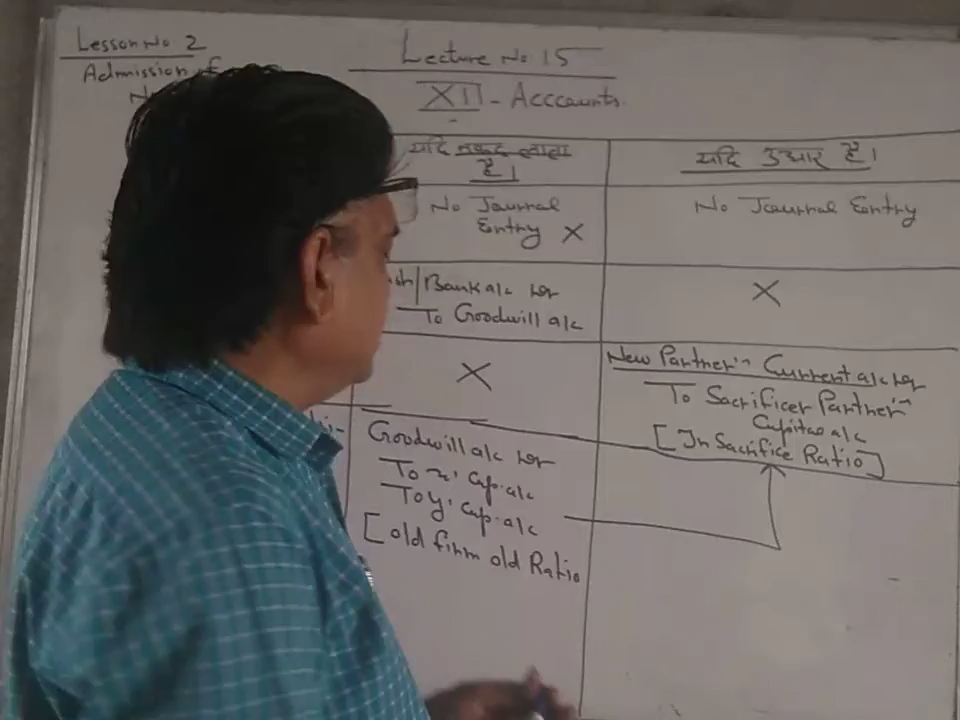 Lesson No 2
Admission of
Lecture No 15
XII - Acccaunts.
यदि नकद लाता
है।
यदि उधार है।
No Journal
Entry X
No Journal Entry
Bank a/c Dr
To Goodwill a/c
X
X
New Partner's Current a/c Dr
To Sacrificer Partner's
Capital a/c
[In Sacrifice Ratio]
Goodwill a/c Dr
To x' Cap. a/c
To y' Cap. a/c
[old firm old Ratio